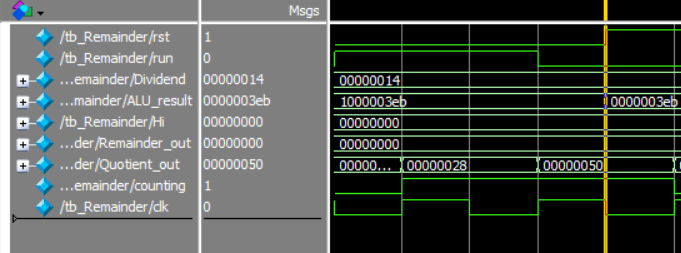 Msgs
/tb_Remainder/rst 1
/tb_Remainder/run 0
...emainder/Dividend 00000014 00000014
...mainder/ALU_result 0000003eb 1000003eb 0000003eb
/tb_Remainder/Hi 00000000 00000000
...der/Remainder_out 00000000 00000000
...der/Quotient_out 00000050 00000... 00000028 00000050
...emainder/counting 1
/tb_Remainder/clk 0